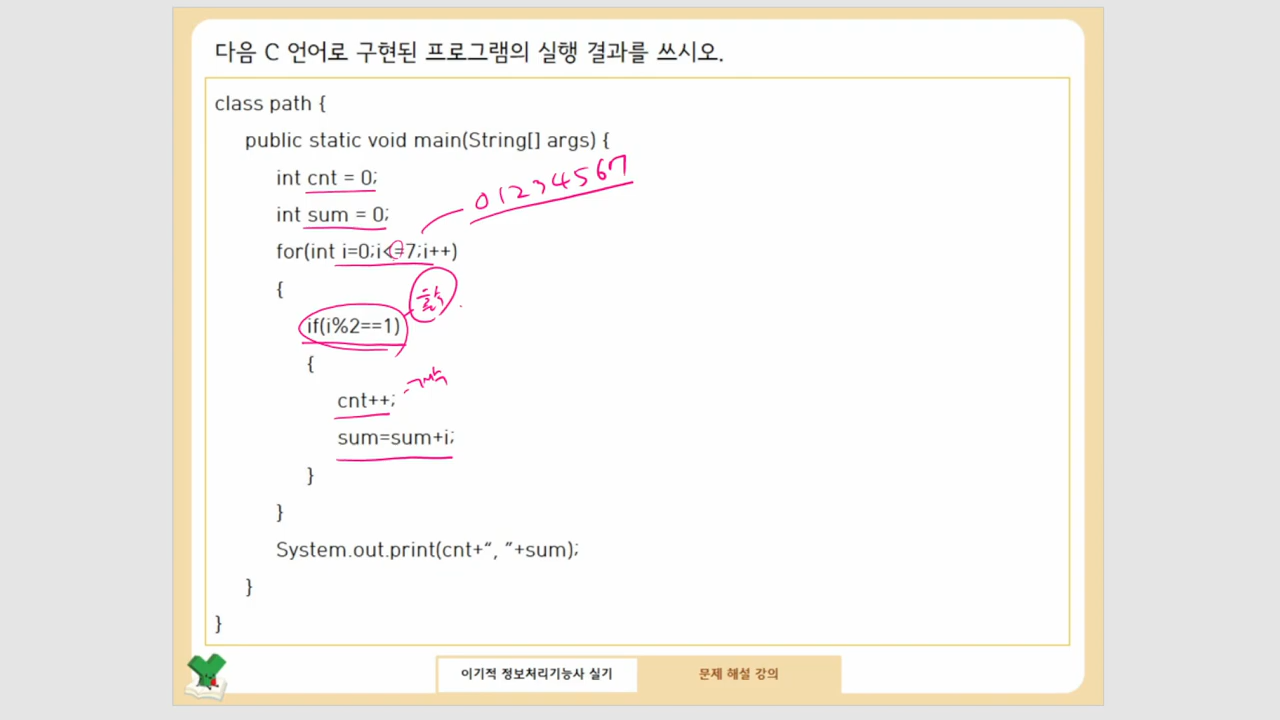 다음 C 언어로 구현된 프로그램의 실행 결과를 쓰시오.
class path {
public static void main(String[] args) {
int cnt = 0;
01234567
int sum = 0;
for(int i=0;i<=7;i++)
{
홀수
if(i%2==1)
{
cnt++;
개수
sum=sum+i;
}
}
System.out.print(cnt+“, ”+sum);
}
}
이기적 정보처리기능사 실기
문제 해설 강의